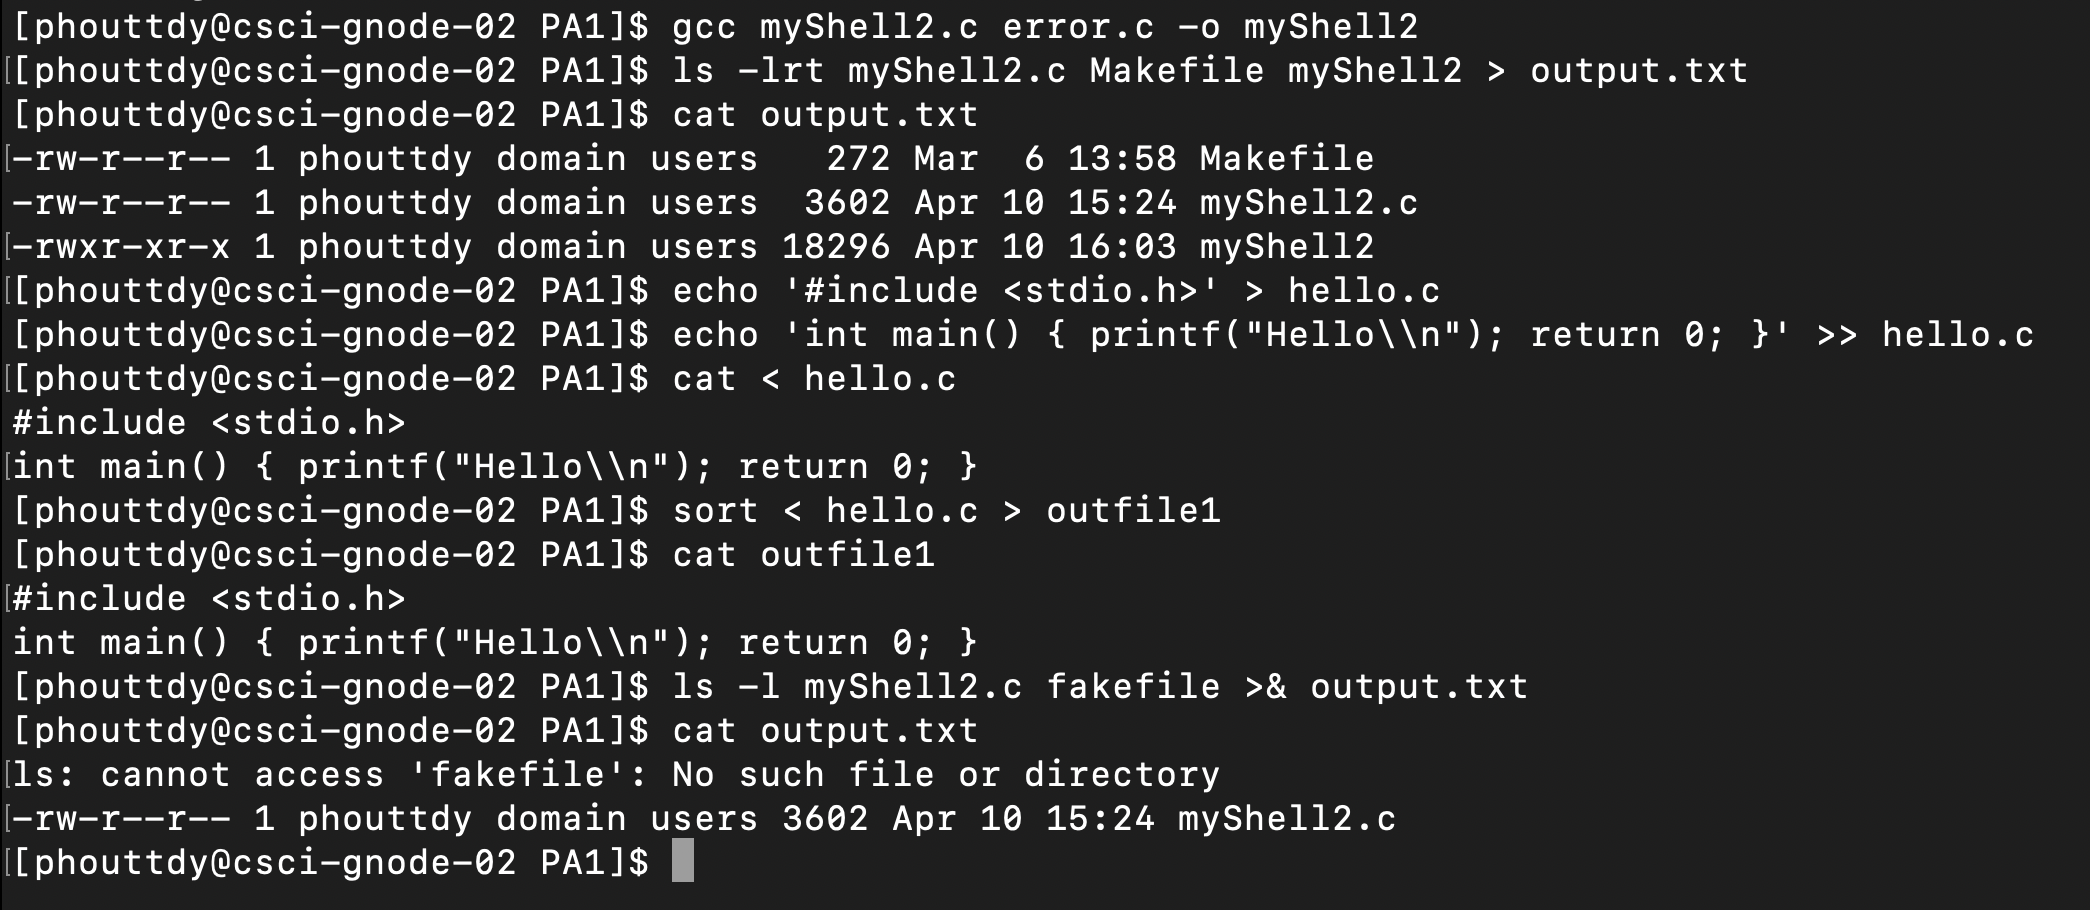 [phouttdy@csci-gnode-02 PA1]$ gcc myShell2.c error.c -o myShell2
[phouttdy@csci-gnode-02 PA1]$ ls -lrt myShell2.c Makefile myShell2 > output.txt
[phouttdy@csci-gnode-02 PA1]$ cat output.txt
-rw-r--r-- 1 phouttdy domain users   272 Mar  6 13:58 Makefile
-rw-r--r-- 1 phouttdy domain users  3602 Apr 10 15:24 myShell2.c
-rwxr-xr-x 1 phouttdy domain users 18296 Apr 10 16:03 myShell2
[phouttdy@csci-gnode-02 PA1]$ echo '#include <stdio.h>' > hello.c
[phouttdy@csci-gnode-02 PA1]$ echo 'int main() { printf("Hello\\n"); return 0; }' >> hello.c
[phouttdy@csci-gnode-02 PA1]$ cat < hello.c
#include <stdio.h>
int main() { printf("Hello\\n"); return 0; }
[phouttdy@csci-gnode-02 PA1]$ sort < hello.c > outfile1
[phouttdy@csci-gnode-02 PA1]$ cat outfile1
#include <stdio.h>
int main() { printf("Hello\\n"); return 0; }
[phouttdy@csci-gnode-02 PA1]$ ls -l myShell2.c fakefile >& output.txt
[phouttdy@csci-gnode-02 PA1]$ cat output.txt
ls: cannot access 'fakefile': No such file or directory
-rw-r--r-- 1 phouttdy domain users 3602 Apr 10 15:24 myShell2.c
[phouttdy@csci-gnode-02 PA1]$